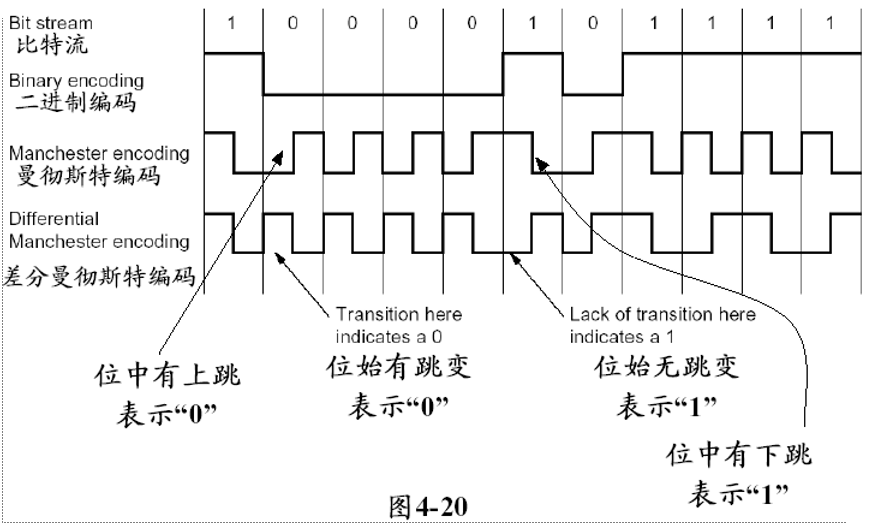 Bit stream 1 0 0 0 0 1 0 1 1 1 1
比特流
Binary encoding
二进制编码
Manchester encoding
曼彻斯特编码
Differential
Manchester encoding
差分曼彻斯特编码
Transition here
indicates a 0
Lack of transition here
indicates a 1
位中有上跳
表示“0”
位始有跳变
表示“0”
位始无跳变
表示“1”
位中有下跳
表示“1”
图4-20